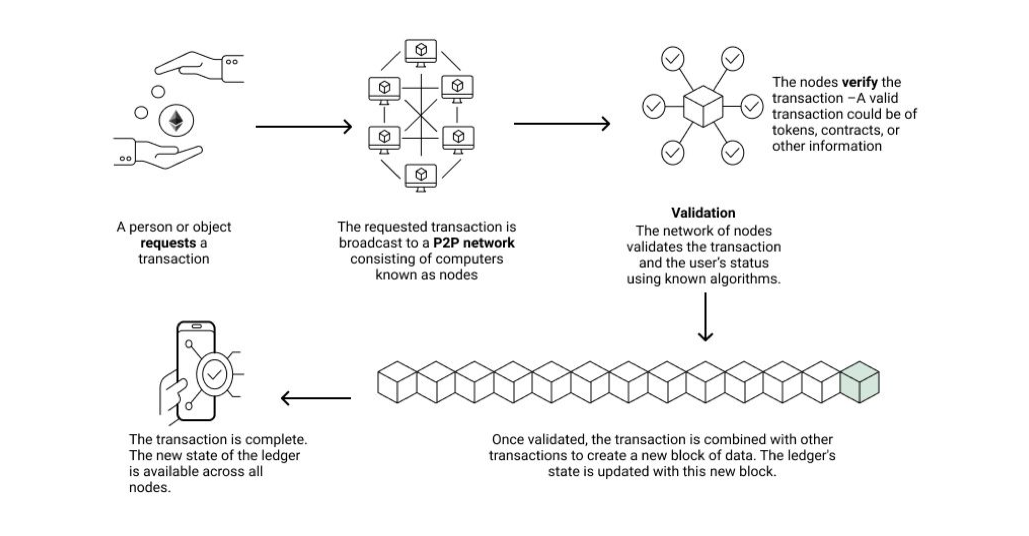 A person or object
requests a
transaction
The requested transaction is
broadcast to a P2P network
consisting of computers
known as nodes
The nodes verify the
transaction –A valid
transaction could be of
tokens, contracts, or
other information
Validation
The network of nodes
validates the transaction
and the user's status
using known algorithms.
Once validated, the transaction is combined with other
transactions to create a new block of data. The ledger's
state is updated with this new block.
The transaction is complete.
The new state of the ledger
is available across all
nodes.